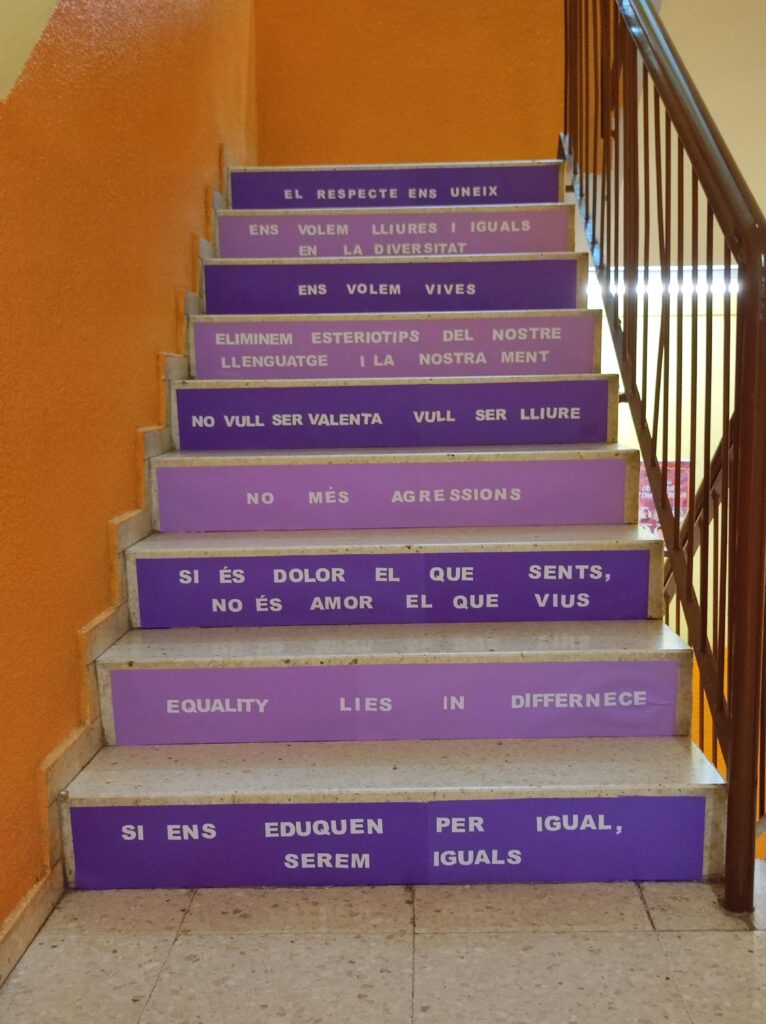 EL RESPECTE ENS UNEIX
ENS VOLEM LLIURES I IGUALS
EN LA DIVERSITAT
ENS VOLEM VIVES
ELIMINEM ESTERIOTIPS DEL NOSTRE
LLENGUATGE I LA NOSTRA MENT
NO VULL SER VALENTA VULL SER LLIURE
NO MÉS AGRESSIONS
SI ÉS DOLOR EL QUE SENTS,
NO ÉS AMOR EL QUE VIUS
EQUALITY LIES IN DIFFERNECE
SI ENS EDUQUEN PER IGUAL,
SEREM IGUALS